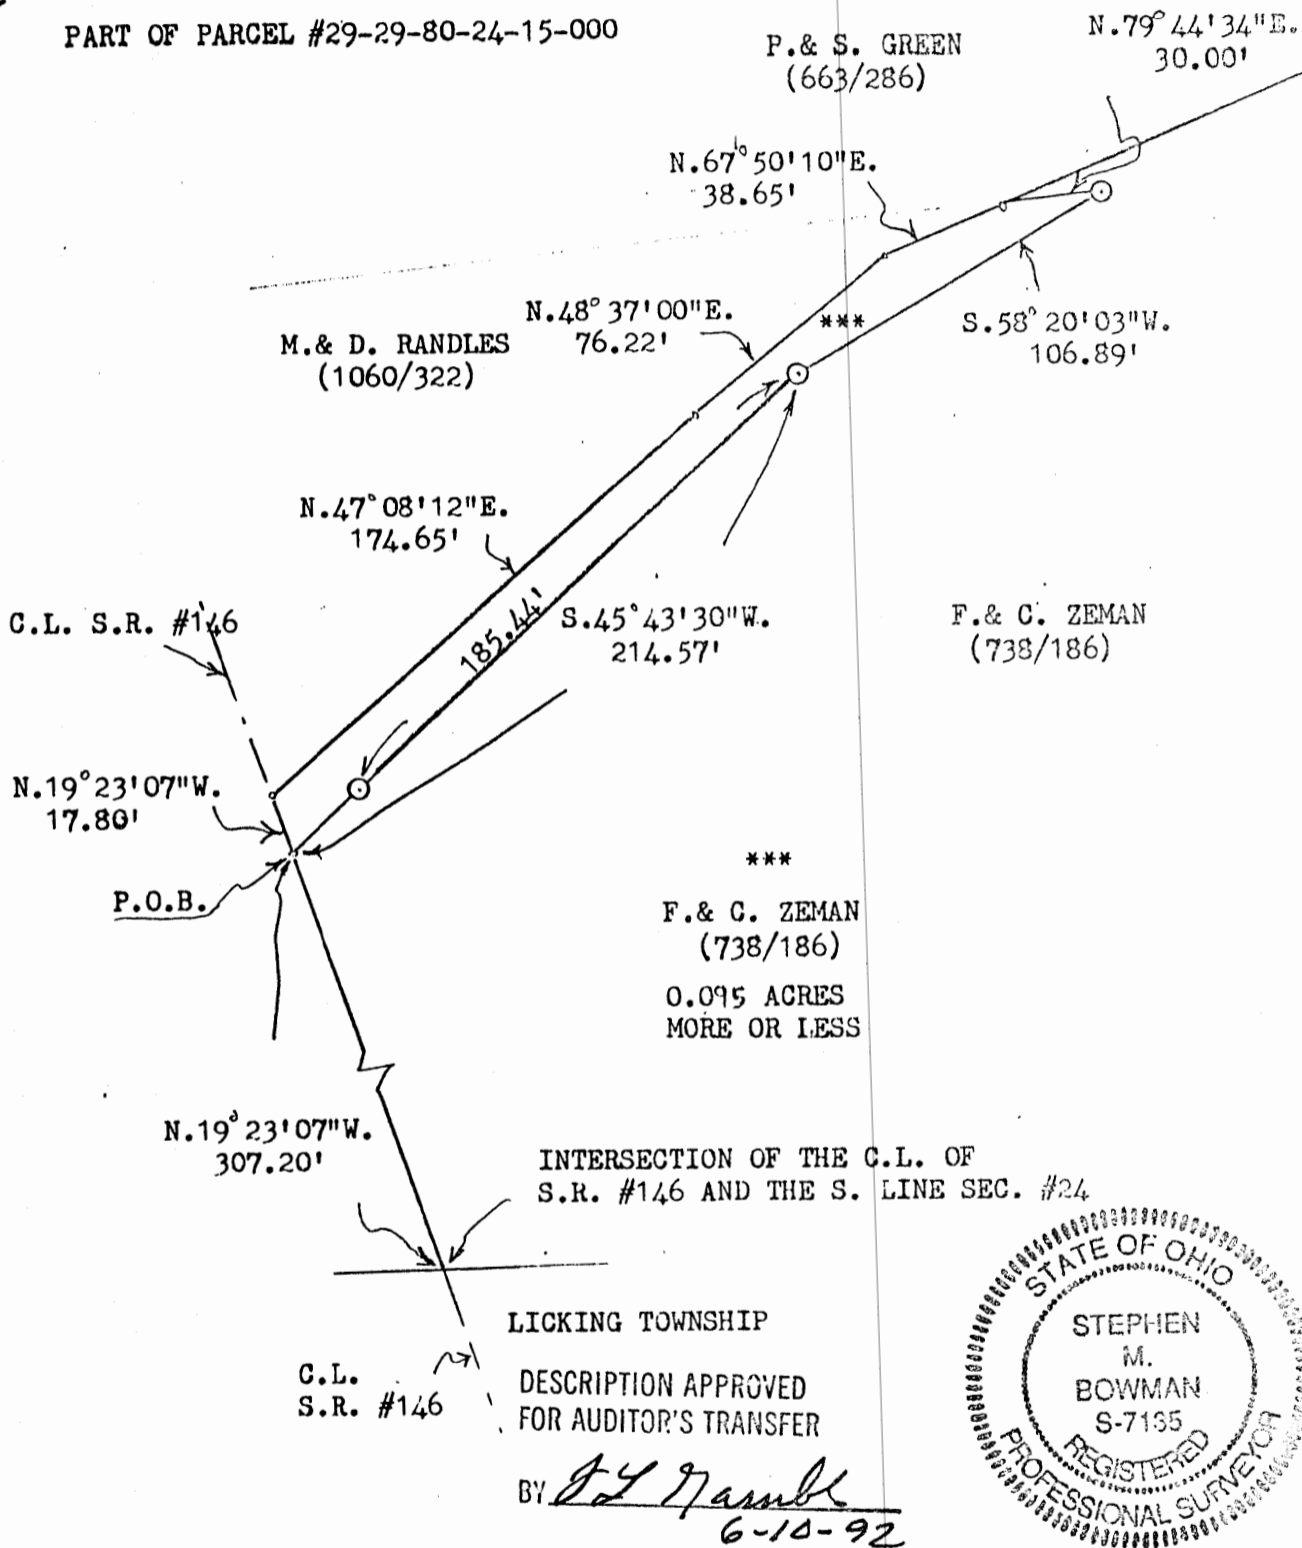 PART OF PARCEL #29-29-80-24-15-000
N.79°44'34"E.
30.00'
P.& S. GREEN
(663/286)
N.67°50'10"E.
38.65'
N.48°37'00"E.
76.22'
***
S.58°20'03"W.
106.89'
M.& D. RANDLES
(1060/322)
N.47°08'12"E.
174.65'
185.44'
S.45°43'30"W.
214.57'
F.& C. ZEMAN
(738/186)
C.L. S.R. #146
N.19°23'07"W.
17.80'
P.O.B.
***
F.& C. ZEMAN
(738/186)
0.095 ACRES
MORE OR LESS
N.19°23'07"W.
307.20'
INTERSECTION OF THE C.L. OF
S.R. #146 AND THE S. LINE SEC. #24
LICKING TOWNSHIP
C.L.
S.R. #146
DESCRIPTION APPROVED
FOR AUDITOR'S TRANSFER
BY
6-10-92
STATE OF OHIO
STEPHEN
M.
BOWMAN
S-7135
REGISTERED
PROFESSIONAL SURVEYOR